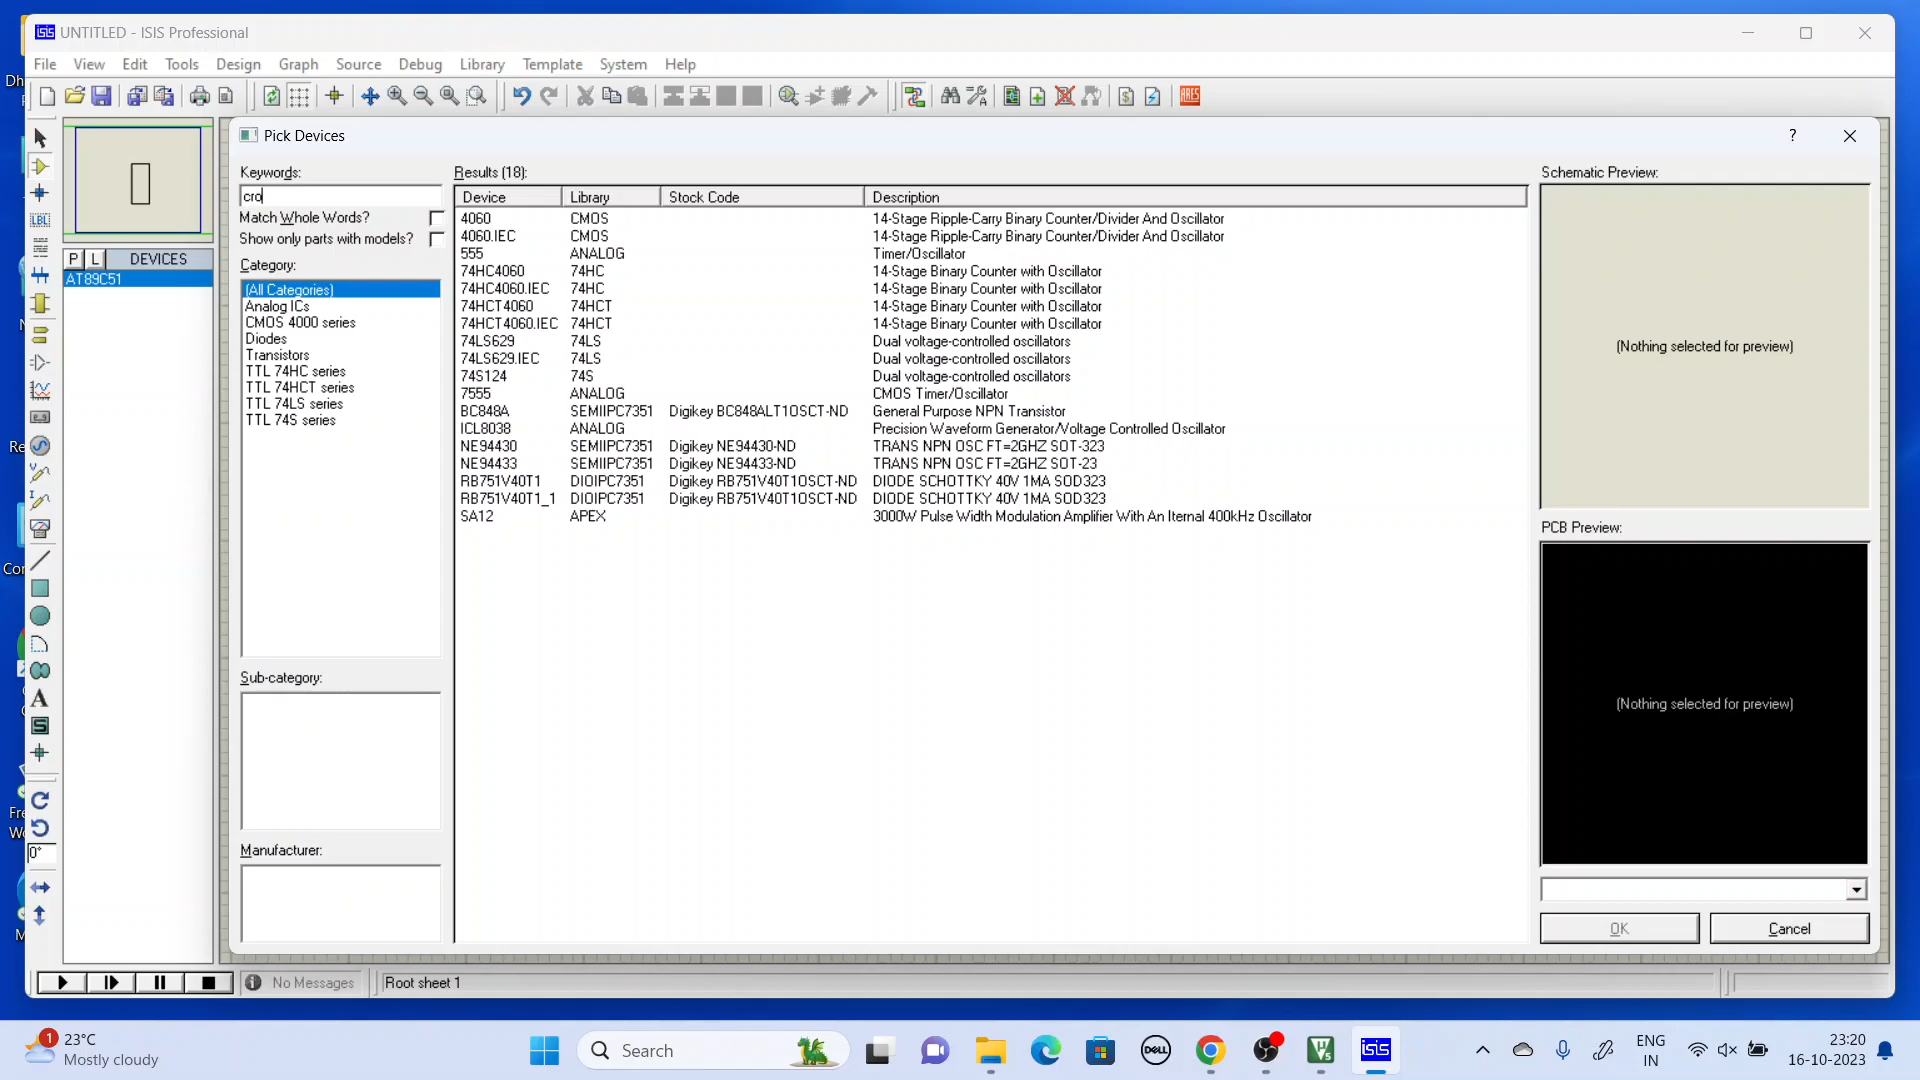 UNTITLED - ISIS Professional
File View Edit Tools Design Graph Source Debug Library Template System Help
Pick Devices
Keywords:
cro
Match Whole Words?
Show only parts with models?
Category:
(All Categories)
Analog ICs
CMOS 4000 series
Diodes
Transistors
TTL 74HC series
TTL 74HCT series
TTL 74LS series
TTL 74S series
Sub-category:
Manufacturer:
Results (18):
Device Library Stock Code Description
4060 CMOS 14-Stage Ripple-Carry Binary Counter/Divider And Oscillator
4060.IEC CMOS 14-Stage Ripple-Carry Binary Counter/Divider And Oscillator
555 ANALOG Timer/Oscillator
74HC4060 74HC 14-Stage Binary Counter with Oscillator
74HC4060.IEC 74HC 14-Stage Binary Counter with Oscillator
74HCT4060 74HCT 14-Stage Binary Counter with Oscillator
74HCT4060.IEC 74HCT 14-Stage Binary Counter with Oscillator
74LS629 74LS Dual voltage-controlled oscillators
74LS629.IEC 74LS Dual voltage-controlled oscillators
74S124 74S Dual voltage-controlled oscillators
7555 ANALOG CMOS Timer/Oscillator
BC848A SEMIIPC7351 Digikey BC848ALT1OSCT-ND General Purpose NPN Transistor
ICL8038 ANALOG Precision Waveform Generator/Voltage Controlled Oscillator
NE94430 SEMIIPC7351 Digikey NE94430-ND TRANS NPN OSC FT=2GHZ SOT-323
NE94433 SEMIIPC7351 Digikey NE94433-ND TRANS NPN OSC FT=2GHZ SOT-23
RB751V40T1 DIOIPC7351 Digikey RB751V40T1OSCT-ND DIODE SCHOTTKY 40V 1MA SOD323
RB751V40T1_1 DIOIPC7351 Digikey RB751V40T1OSCT-ND DIODE SCHOTTKY 40V 1MA SOD323
SA12 APEX 3000W Pulse Width Modulation Amplifier With An Iternal 400kHz Oscillator
Schematic Preview:
(Nothing selected for preview)
PCB Preview:
(Nothing selected for preview)
OK Cancel
P L DEVICES
AT89C51
LBL
A
S
0°
ARES
No Messages
Root sheet 1
1
23°C
Mostly cloudy
Search
DELL
isis
ENG
IN
23:20
16-10-2023